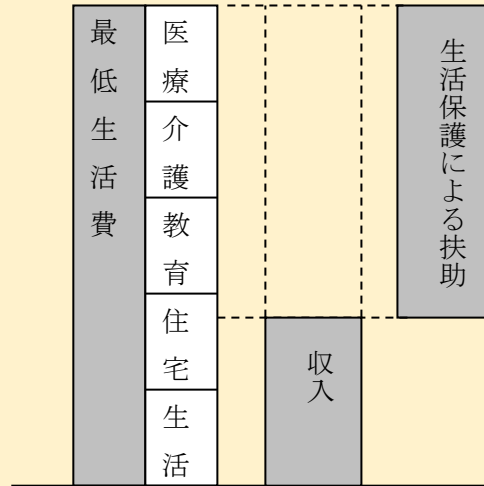 最低生活費
医療
介護
教育
住宅
生活
収入
生活保護による扶助